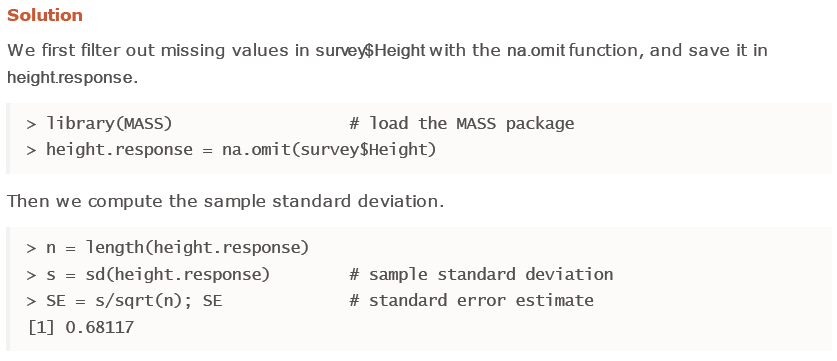 Solution
We first filter out missing values in survey$Height with the na.omit function, and save it in
height.response.
> library(MASS)                  # load the MASS package
> height.response = na.omit(survey$Height)
Then we compute the sample standard deviation.
> n = length(height.response)
> s = sd(height.response)        # sample standard deviation
> SE = s/sqrt(n); SE             # standard error estimate
[1] 0.68117